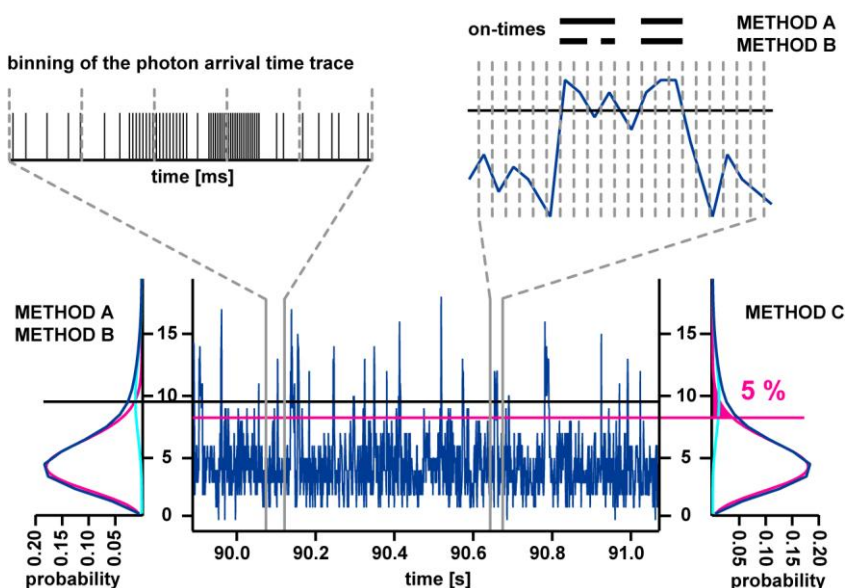 on-times
METHOD A
METHOD B
binning of the photon arrival time trace
time [ms]
METHOD A
METHOD B
METHOD C
15
10
5
0
15
10
5
0
5 %
0.20
0.15
0.10
0.05
90.0
90.2
90.4
90.6
90.8
91.0
0.05
0.10
0.15
0.20
probability
time [s]
probability